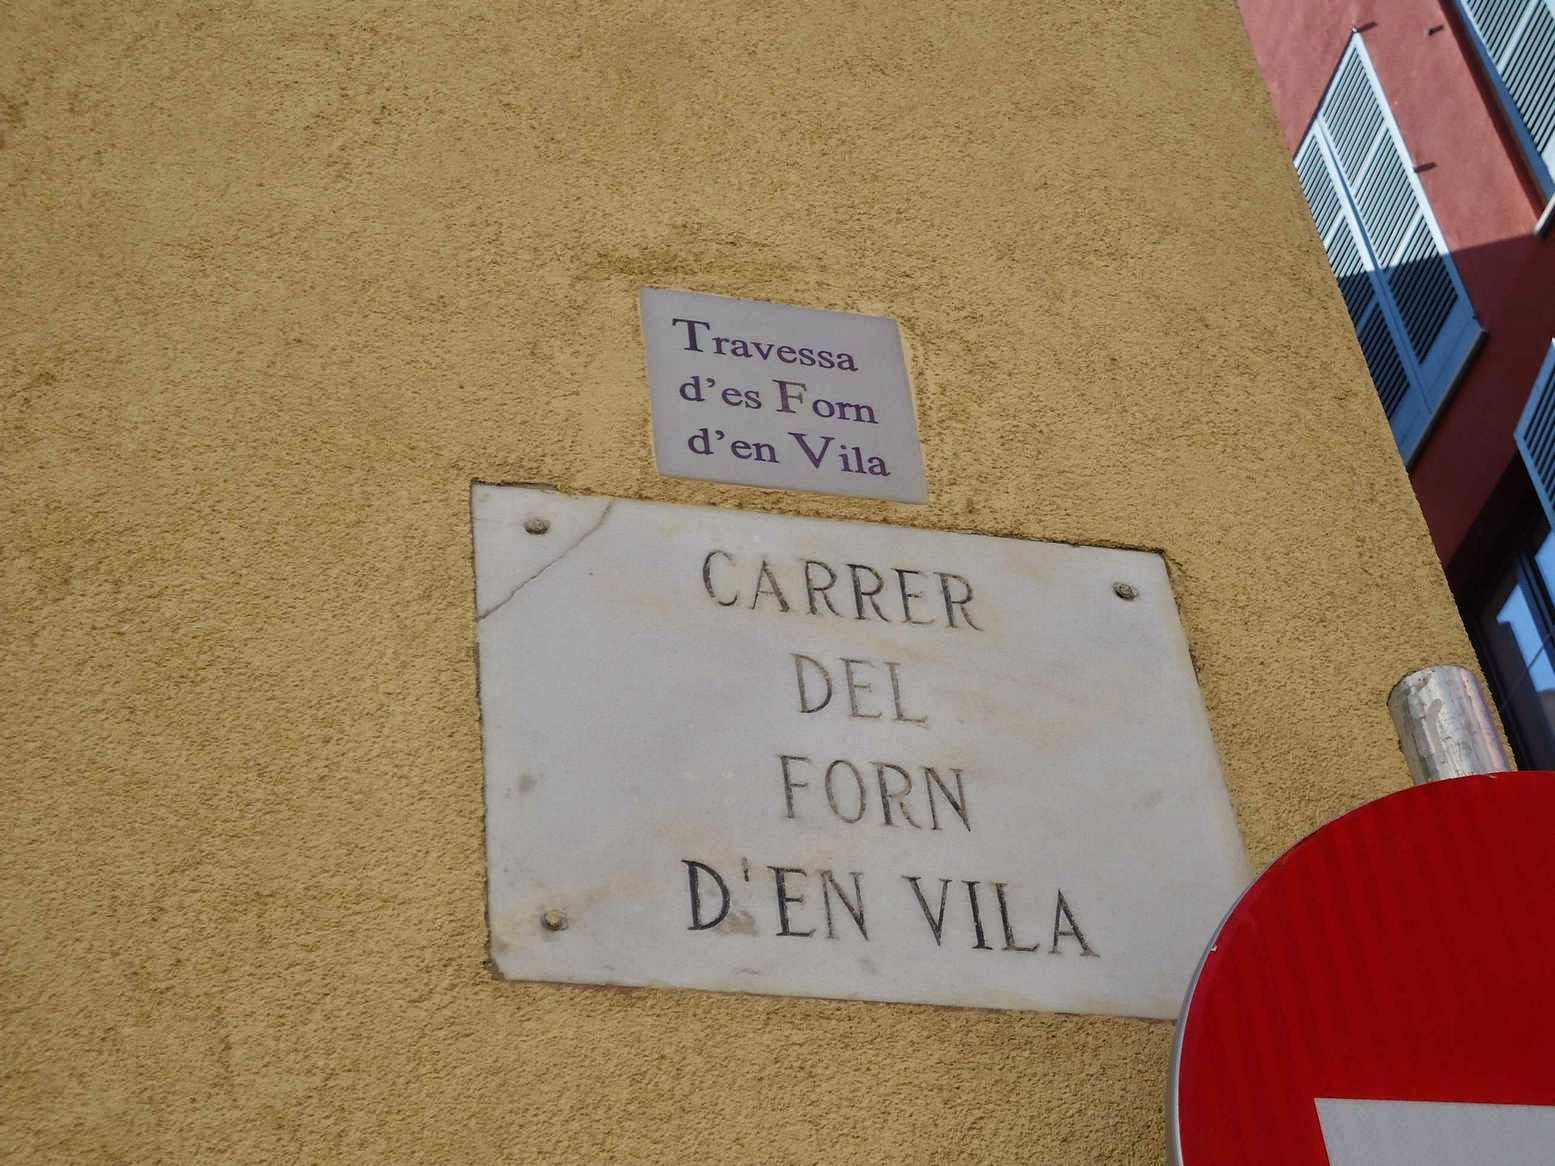 Travessa
d'es Forn
d'en Vila
CARRER
DEL
FORN
D'EN VILA